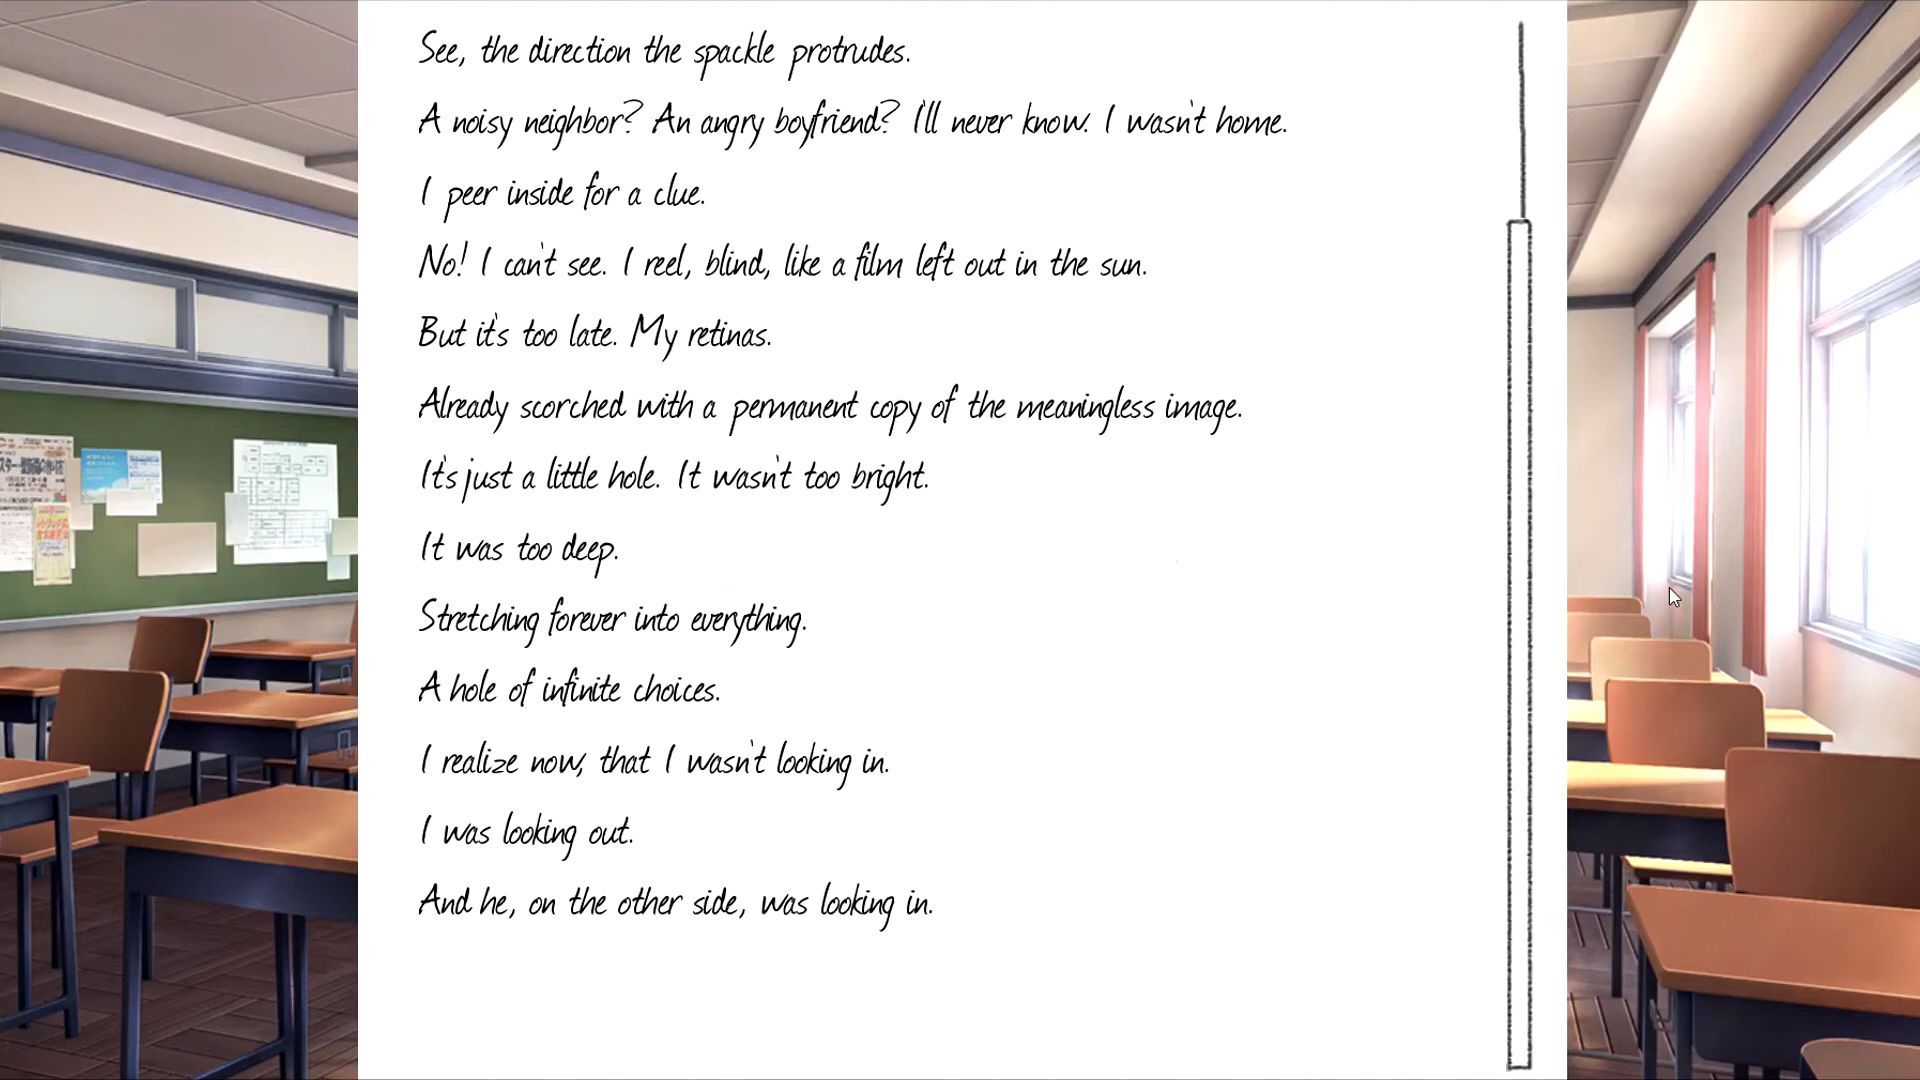 See, the direction the spackle protrudes.
A noisy neighbor? An angry boyfriend? I'll never know. I wasn't home.
I peer inside for a clue.
No! I can't see. I reel, blind, like a film left out in the sun.
But it's too late. My retinas.
Already scorched with a permanent copy of the meaningless image.
It's just a little hole. It wasn't too bright.
It was too deep.
Stretching forever into everything.
A hole of infinite choices.
I realize now, that I wasn't looking in.
I was looking out.
And he, on the other side, was looking in.